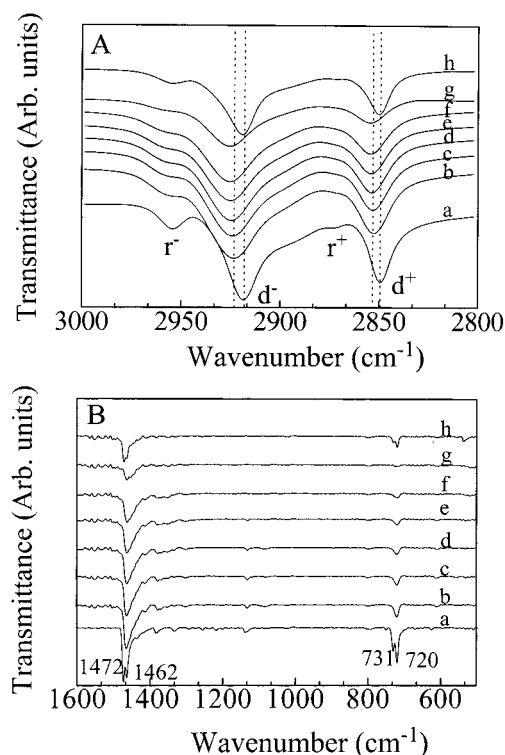 A
Transmittance (Arb. units)
h
g
f
e
d
c
b
a
r-
d-
r+
d+
3000 2950 2900 2850 2800
Wavenumber (cm-1)
B
Transmittance (Arb. units)
h
g
f
e
d
c
b
a
1472 1462 731 720
1600 1400 1200 1000 800 600
Wavenumber (cm-1)